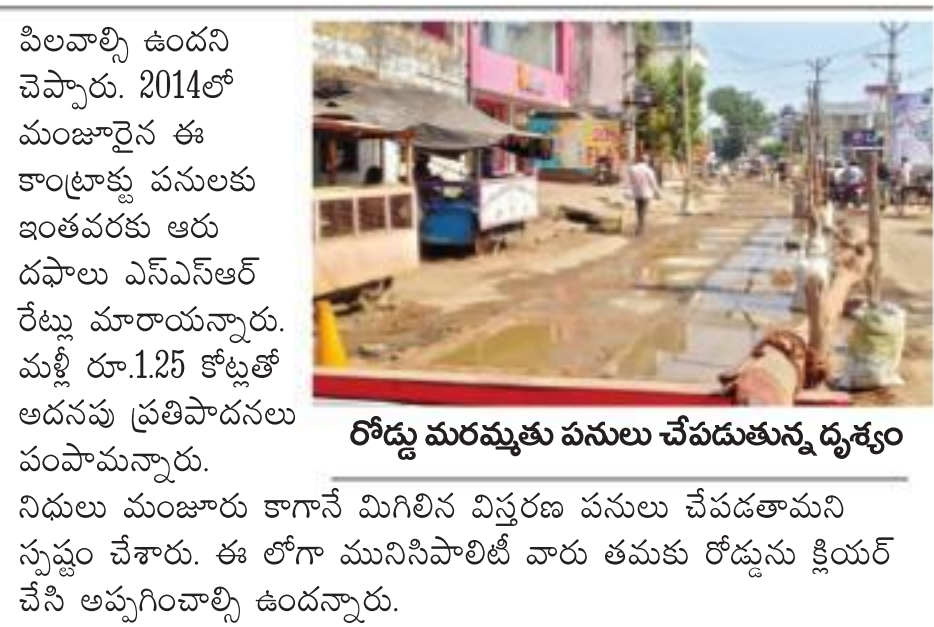 పిలవాల్సి ఉందని
చెప్పారు. 2014లో
మంజూరైన ఈ
కాంట్రాక్టు పనులకు
ఇంతవరకు ఆరు
దఫాలు ఎస్ఎస్ఆర్
రేట్లు మారాయన్నారు.
మళ్లీ రూ.1.25 కోట్లతో
అదనపు ప్రతిపాదనలు
పంపామన్నారు.
నిధులు మంజూరు కాగానే మిగిలిన విస్తరణ పనులు చేపడతామని
స్పష్టం చేశారు. ఈ లోగా మునిసిపాలిటీ వారు తమకు రోడ్డును క్లియర్
చేసి అప్పగించాల్సి ఉందన్నారు.
రోడ్డు మరమ్మతు పనులు చేపడుతున్న దృశ్యం